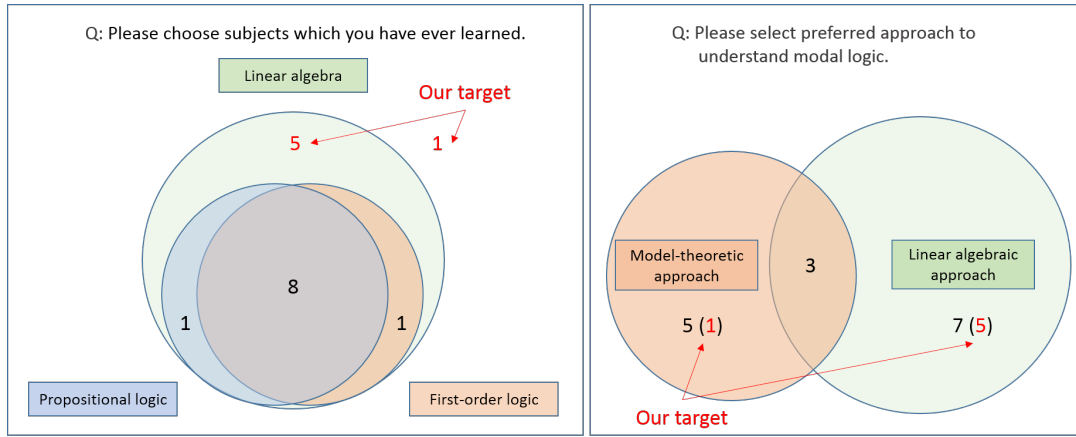 Q: Please choose subjects which you have ever learned.
Linear algebra
Our target
5
1
8
1
1
Propositional logic
First-order logic
Q: Please select preferred approach to
understand modal logic.
Model-theoretic
approach
3
Linear algebraic
approach
5 (1)
7 (5)
Our target